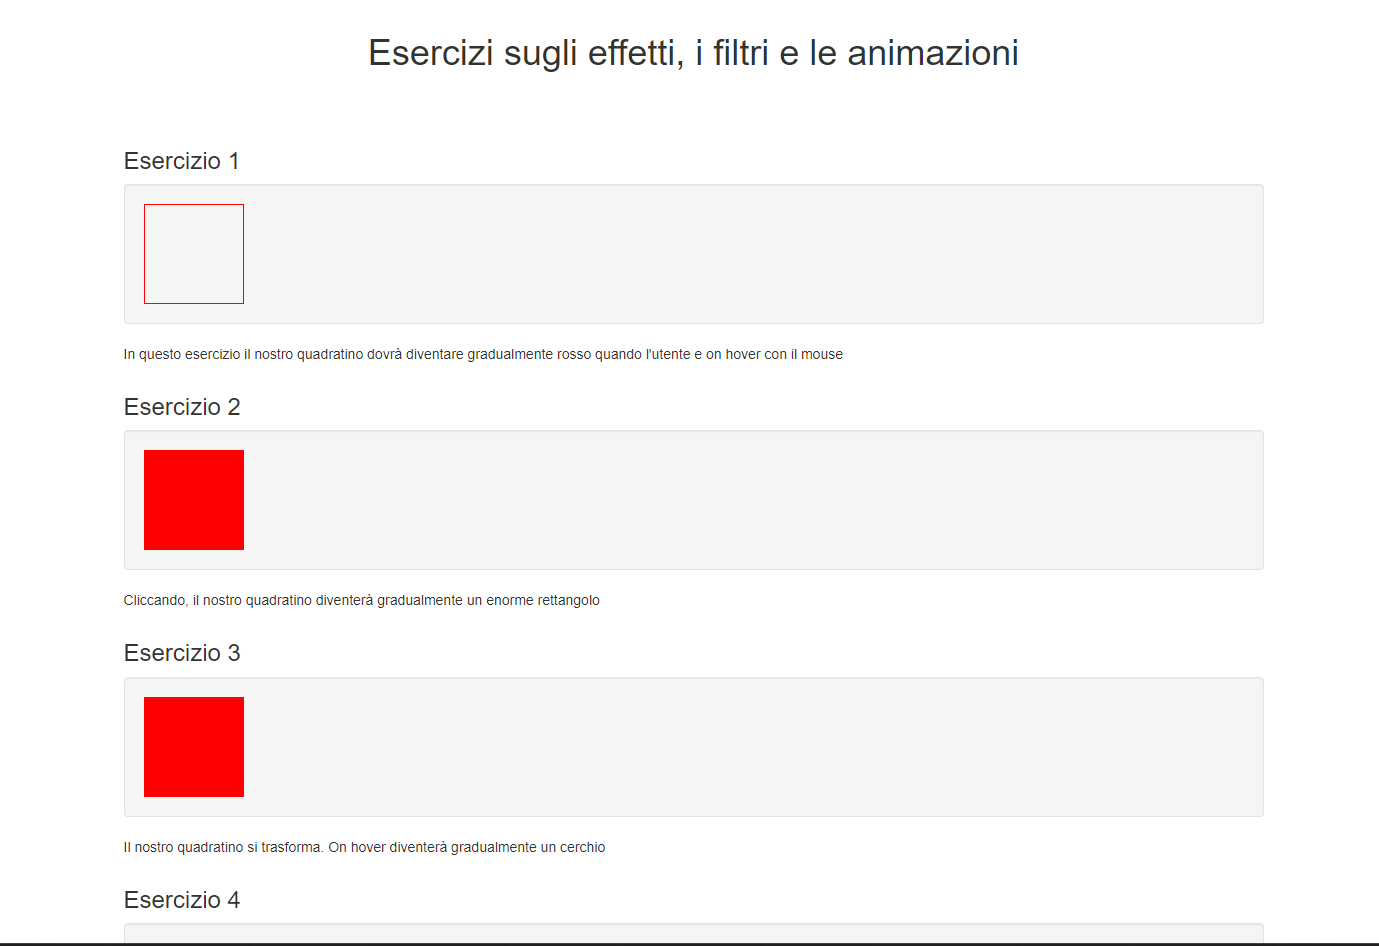 Esercizi sugli effetti, i filtri e le animazioni
Esercizio 1
In questo esercizio il nostro quadratino dovrà diventare gradualmente rosso quando l'utente e on hover con il mouse
Esercizio 2
Cliccando, il nostro quadratino diventerà gradualmente un enorme rettangolo
Esercizio 3
Il nostro quadratino si trasforma. On hover diventerà gradualmente un cerchio
Esercizio 4